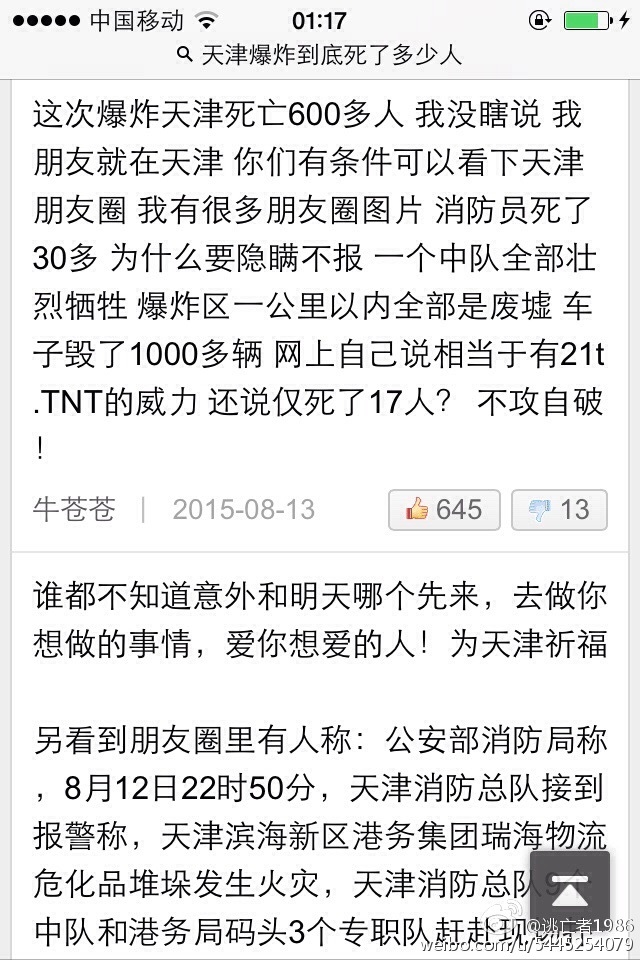 中国移动 01:17
天津爆炸到底死了多少人
这次爆炸天津死亡600多人 我没瞎说 我
朋友就在天津 你们有条件可以看下天津
朋友圈 我有很多朋友圈图片 消防员死了
30多 为什么要隐瞒不报 一个中队全部壮
烈牺牲 爆炸区一公里以内全部是废墟 车
子毁了1000多辆 网上自己说相当于有21t
.TNT的威力 还说仅死了17人? 不攻自破
!
牛苍苍 | 2015-08-13 645 13
谁都不知道意外和明天哪个先来，去做你
想做的事情，爱你想爱的人！为天津祈福
另看到朋友圈里有人称：公安部消防局称
，8月12日22时50分，天津消防总队接到
报警称，天津滨海新区港务集团瑞海物流
危化品堆垛发生火灾，天津消防总队9个
中队和港务局码头3个专职队赶赴现
@逃亡者1986
weibo.com/u/5445254079